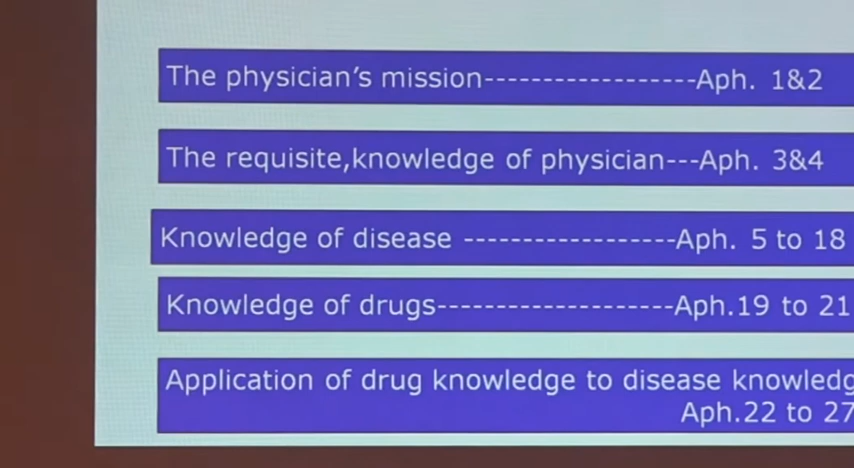 The physician's mission------------------Aph. 1&2
The requisite,knowledge of physician---Aph. 3&4
Knowledge of disease ------------------Aph. 5 to 18
Knowledge of drugs--------------------Aph.19 to 21
Application of drug knowledge to disease
Aph.22 to 27